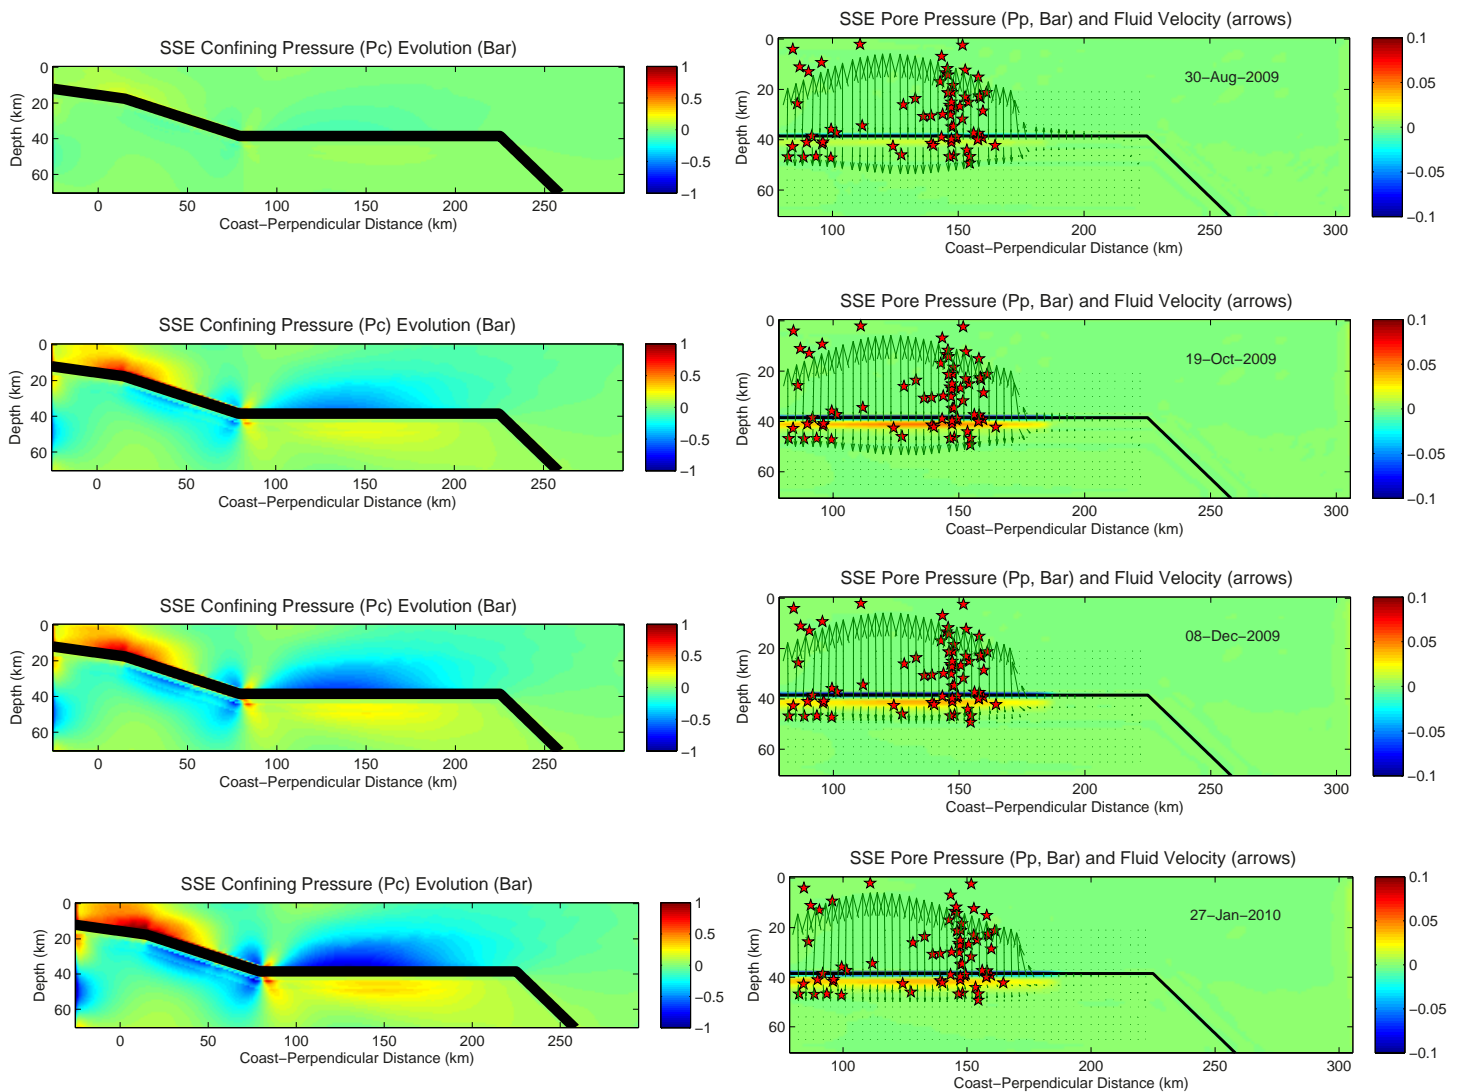 SSE Confining Pressure (Pc) Evolution (Bar)
0
20
40
60
Depth (km)
0 50 100 150 200 250
Coast−Perpendicular Distance (km)
1
0.5
0
−0.5
−1
SSE Pore Pressure (Pp, Bar) and Fluid Velocity (arrows)
30−Aug−2009
0
20
40
60
Depth (km)
100 150 200 250 300
Coast−Perpendicular Distance (km)
0.1
0.05
0
−0.05
−0.1
SSE Confining Pressure (Pc) Evolution (Bar)
0
20
40
60
Depth (km)
0 50 100 150 200 250
Coast−Perpendicular Distance (km)
1
0.5
0
−0.5
−1
SSE Pore Pressure (Pp, Bar) and Fluid Velocity (arrows)
19−Oct−2009
0
20
40
60
Depth (km)
100 150 200 250 300
Coast−Perpendicular Distance (km)
0.1
0.05
0
−0.05
−0.1
SSE Confining Pressure (Pc) Evolution (Bar)
0
20
40
60
Depth (km)
0 50 100 150 200 250
Coast−Perpendicular Distance (km)
1
0.5
0
−0.5
−1
SSE Pore Pressure (Pp, Bar) and Fluid Velocity (arrows)
08−Dec−2009
0
20
40
60
Depth (km)
100 150 200 250 300
Coast−Perpendicular Distance (km)
0.1
0.05
0
−0.05
−0.1
SSE Confining Pressure (Pc) Evolution (Bar)
0
20
40
60
Depth (km)
0 50 100 150 200 250
Coast−Perpendicular Distance (km)
1
0.5
0
−0.5
−1
SSE Pore Pressure (Pp, Bar) and Fluid Velocity (arrows)
27−Jan−2010
0
20
40
60
Depth (km)
100 150 200 250 300
Coast−Perpendicular Distance (km)
0.1
0.05
0
−0.05
−0.1